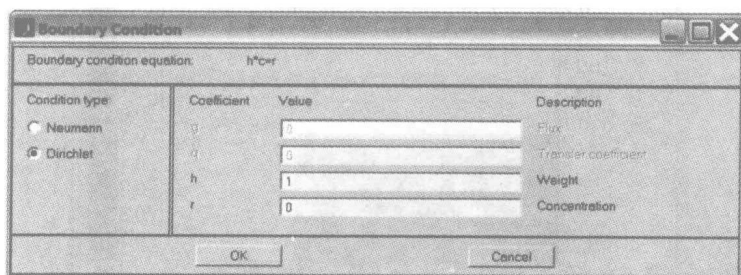 Boundary Condition
Boundary condition equation: h*c=r
Condition type: Coefficient Value Description
Neumann g 0 Flux
Dirichlet q 0 Transfer coefficient
h 1 Weight
r 0 Concentration
OK Cancel